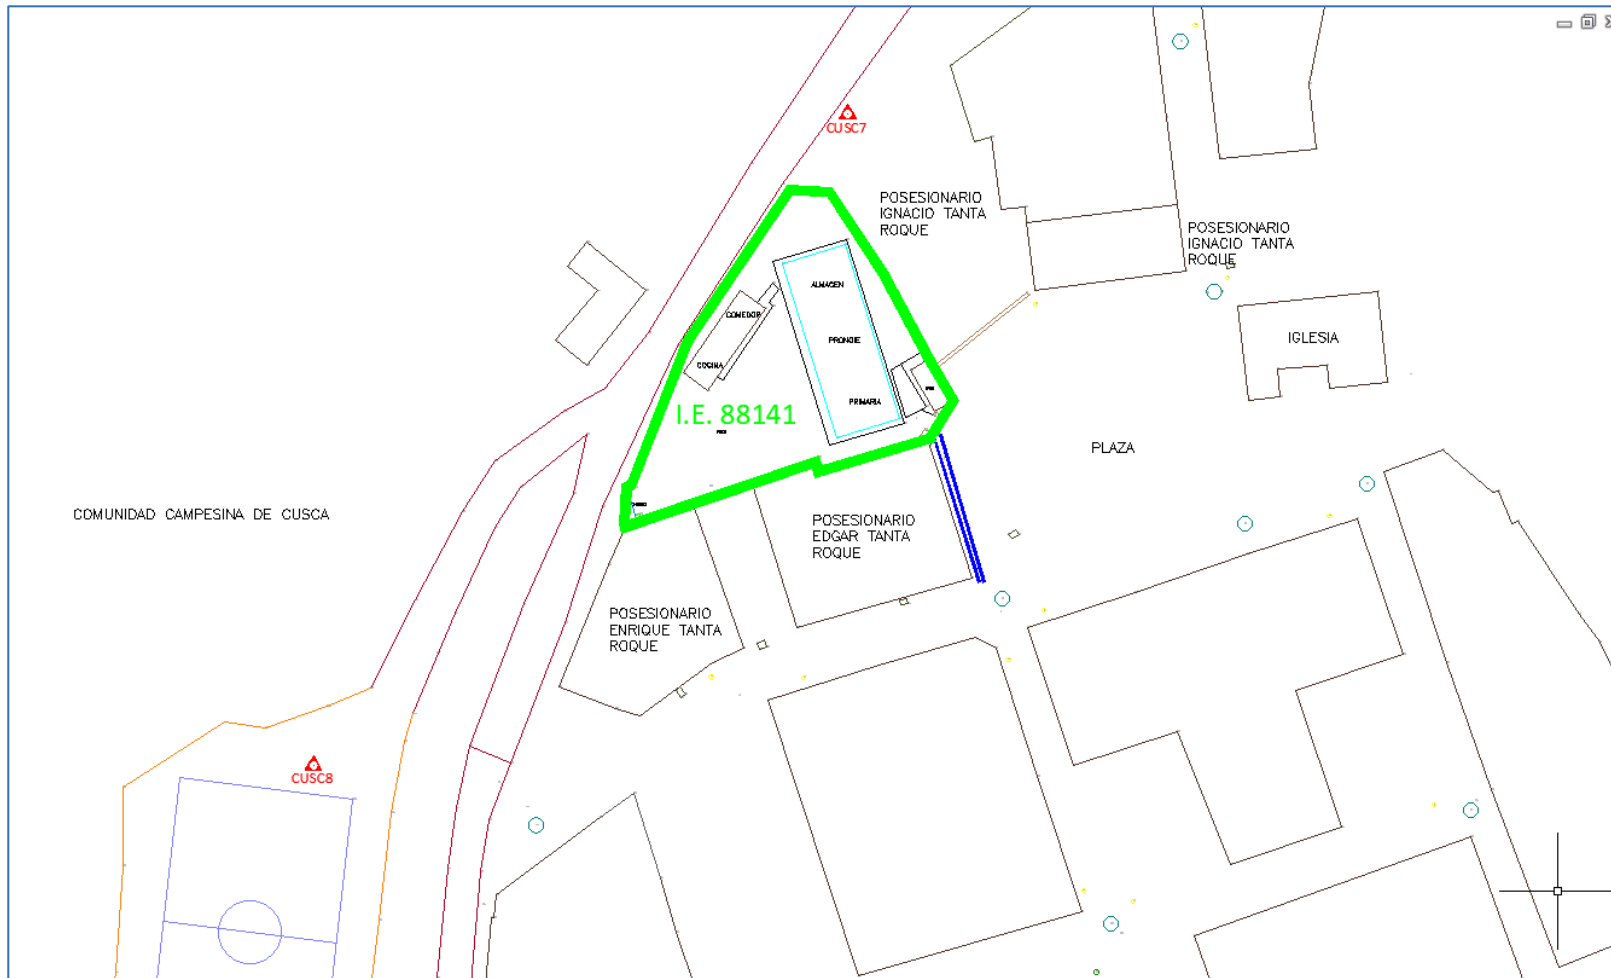 CUSC7
POSESIONARIO
IGNACIO TANTA
ROQUE
POSESIONARIO
IGNACIO TANTA
ROQUE
ALMACEN
COMEDOR
PRONOIE
IGLESIA
COCINA
PRIMARIA
I.E. 88141
PLAZA
COMUNIDAD CAMPESINA DE CUSCA
POSESIONARIO
EDGAR TANTA
ROQUE
POSESIONARIO
ENRIQUE TANTA
ROQUE
CUSC8